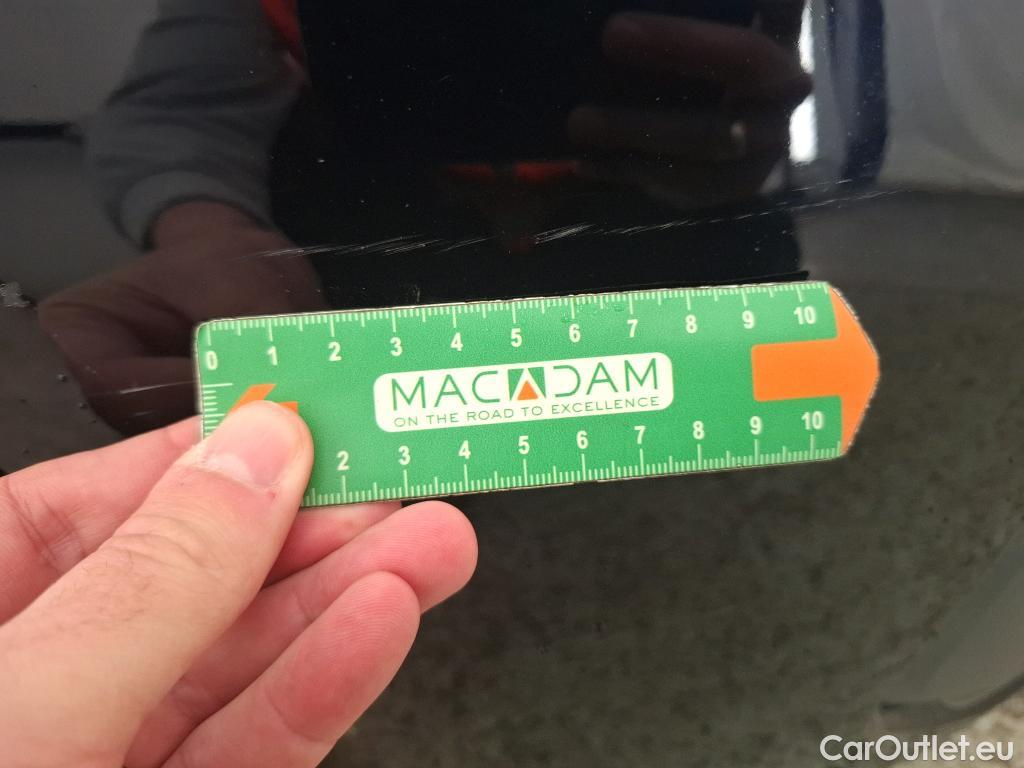 0 1 2 3 4 5 6 7 8 9 10
MACADAM
ON THE ROAD TO EXCELLENCE
2 3 4 5 6 7 8 9 10
CarOutlet.eu